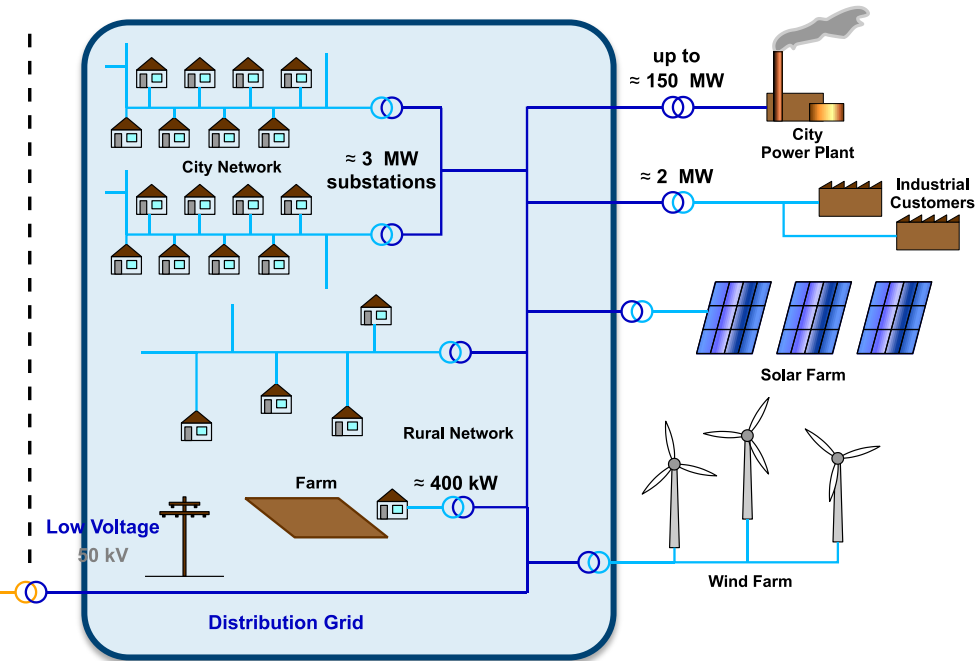 up to
≈ 150 MW
City
Power Plant
City Network
≈ 3 MW
substations
≈ 2 MW
Industrial
Customers
Solar Farm
Rural Network
Farm
≈ 400 kW
Low Voltage
50 kV
Wind Farm
Distribution Grid